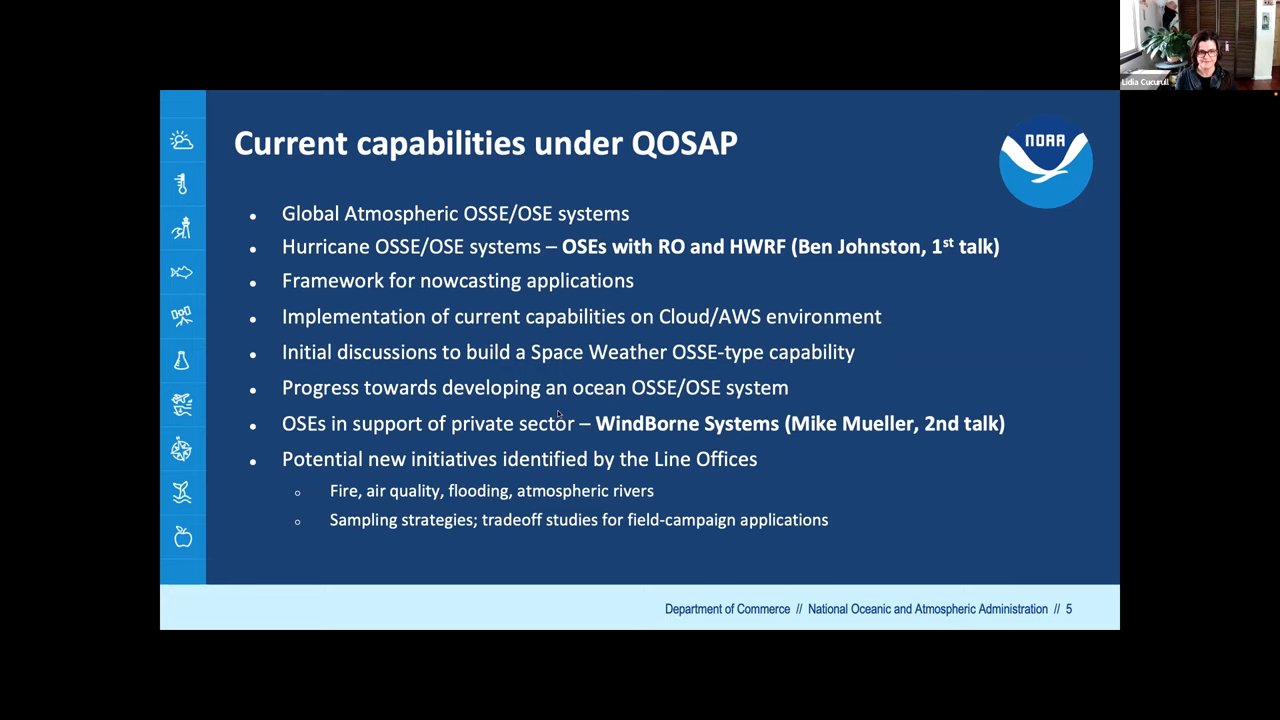 Lidia Cucurull
Current capabilities under QOSAP
NOAA
• Global Atmospheric OSSE/OSE systems
• Hurricane OSSE/OSE systems – OSEs with RO and HWRF (Ben Johnston, 1st talk)
• Framework for nowcasting applications
• Implementation of current capabilities on Cloud/AWS environment
• Initial discussions to build a Space Weather OSSE-type capability
• Progress towards developing an ocean OSSE/OSE system
• OSEs in support of private sector – WindBorne Systems (Mike Mueller, 2nd talk)
• Potential new initiatives identified by the Line Offices
○ Fire, air quality, flooding, atmospheric rivers
○ Sampling strategies; tradeoff studies for field-campaign applications
Department of Commerce // National Oceanic and Atmospheric Administration // 5